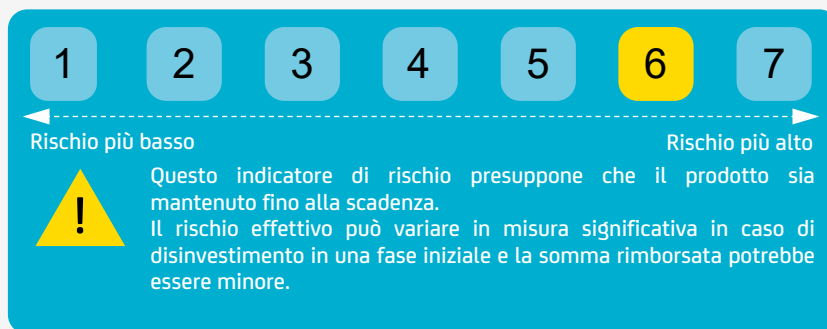 1 2 3 4 5 6 7
Rischio più basso Rischio più alto
!
Questo indicatore di rischio presuppone che il prodotto sia
mantenuto fino alla scadenza.
Il rischio effettivo può variare in misura significativa in caso di
disinvestimento in una fase iniziale e la somma rimborsata potrebbe
essere minore.